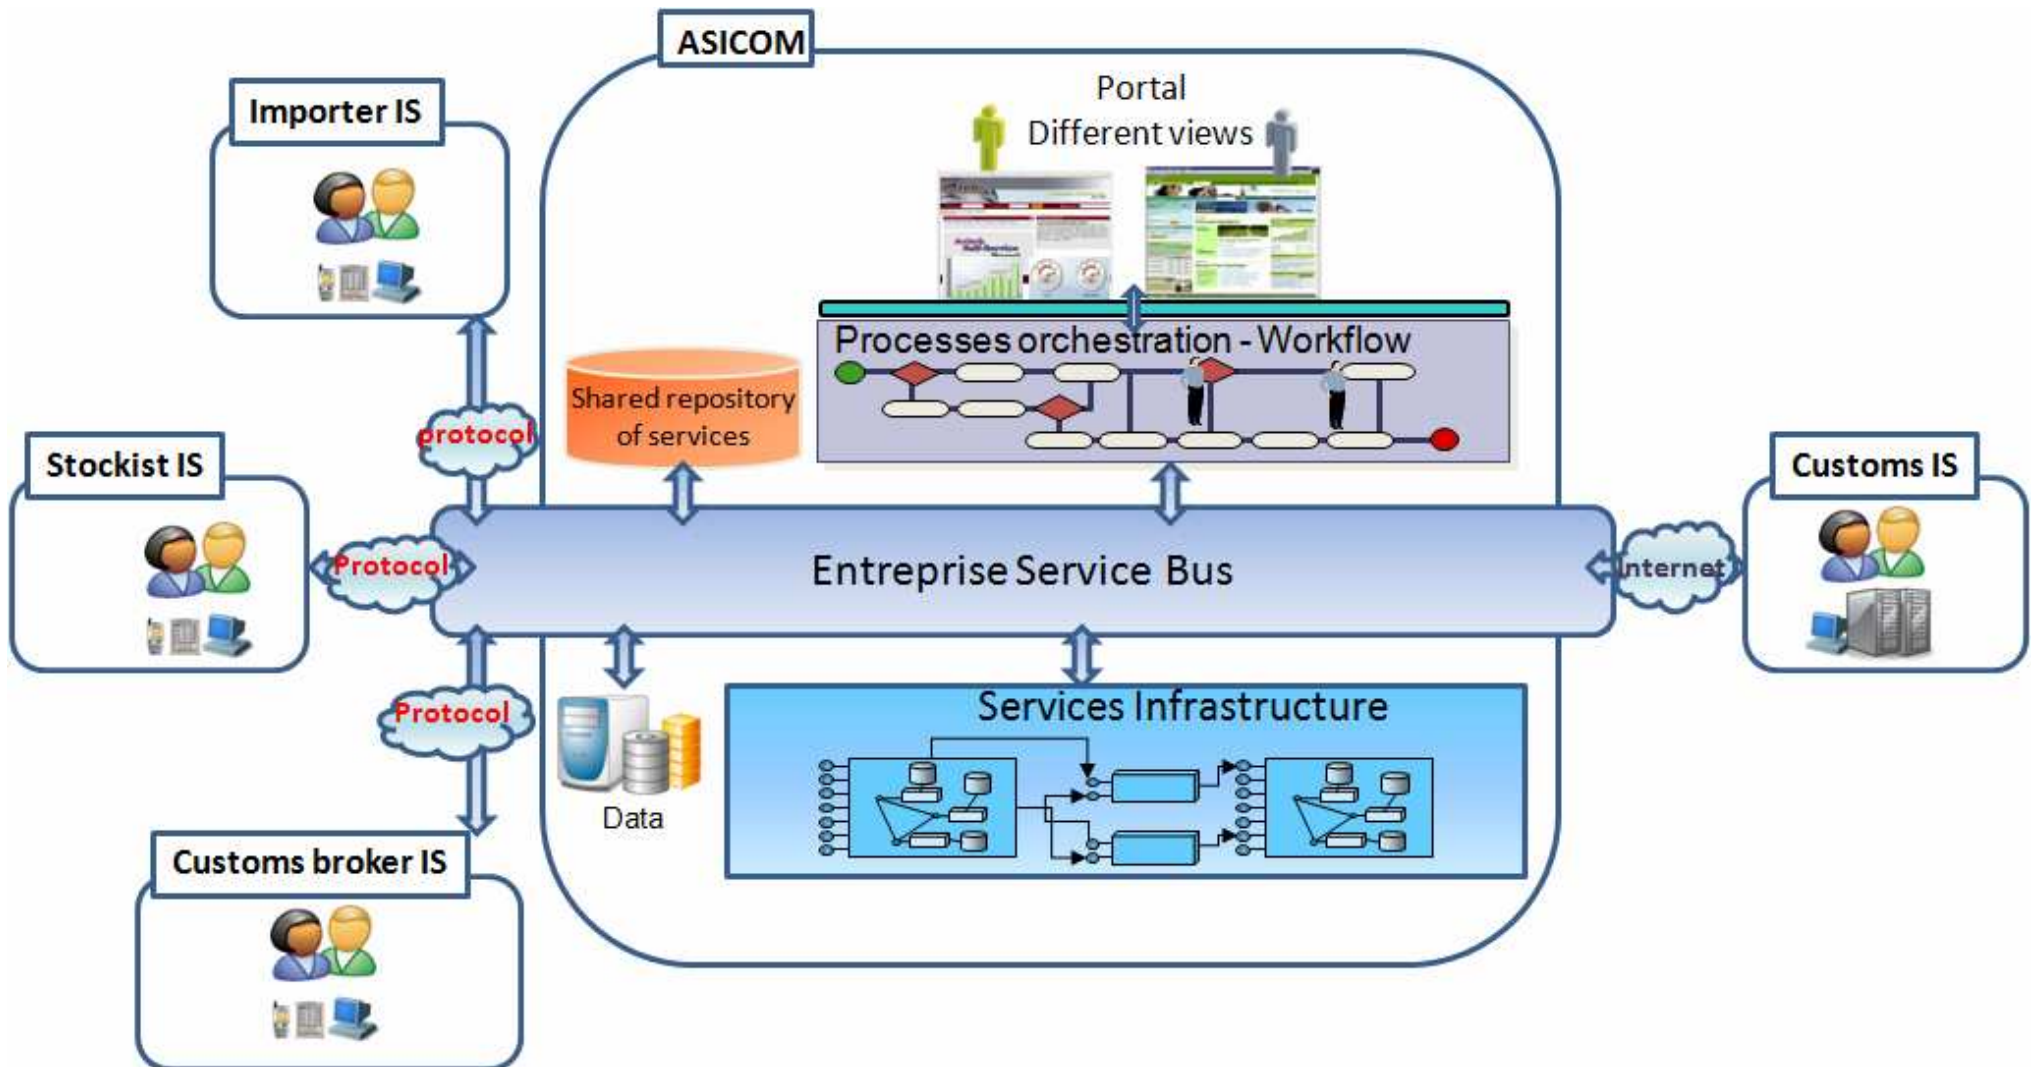 ASICOM
Portal
Different views
Importer IS
Processes orchestration - Workflow
Shared repository
of services
protocol
Stockist IS
Customs IS
Protocol
Entreprise Service Bus
Internet
Protocol
Services Infrastructure
Data
Customs broker IS